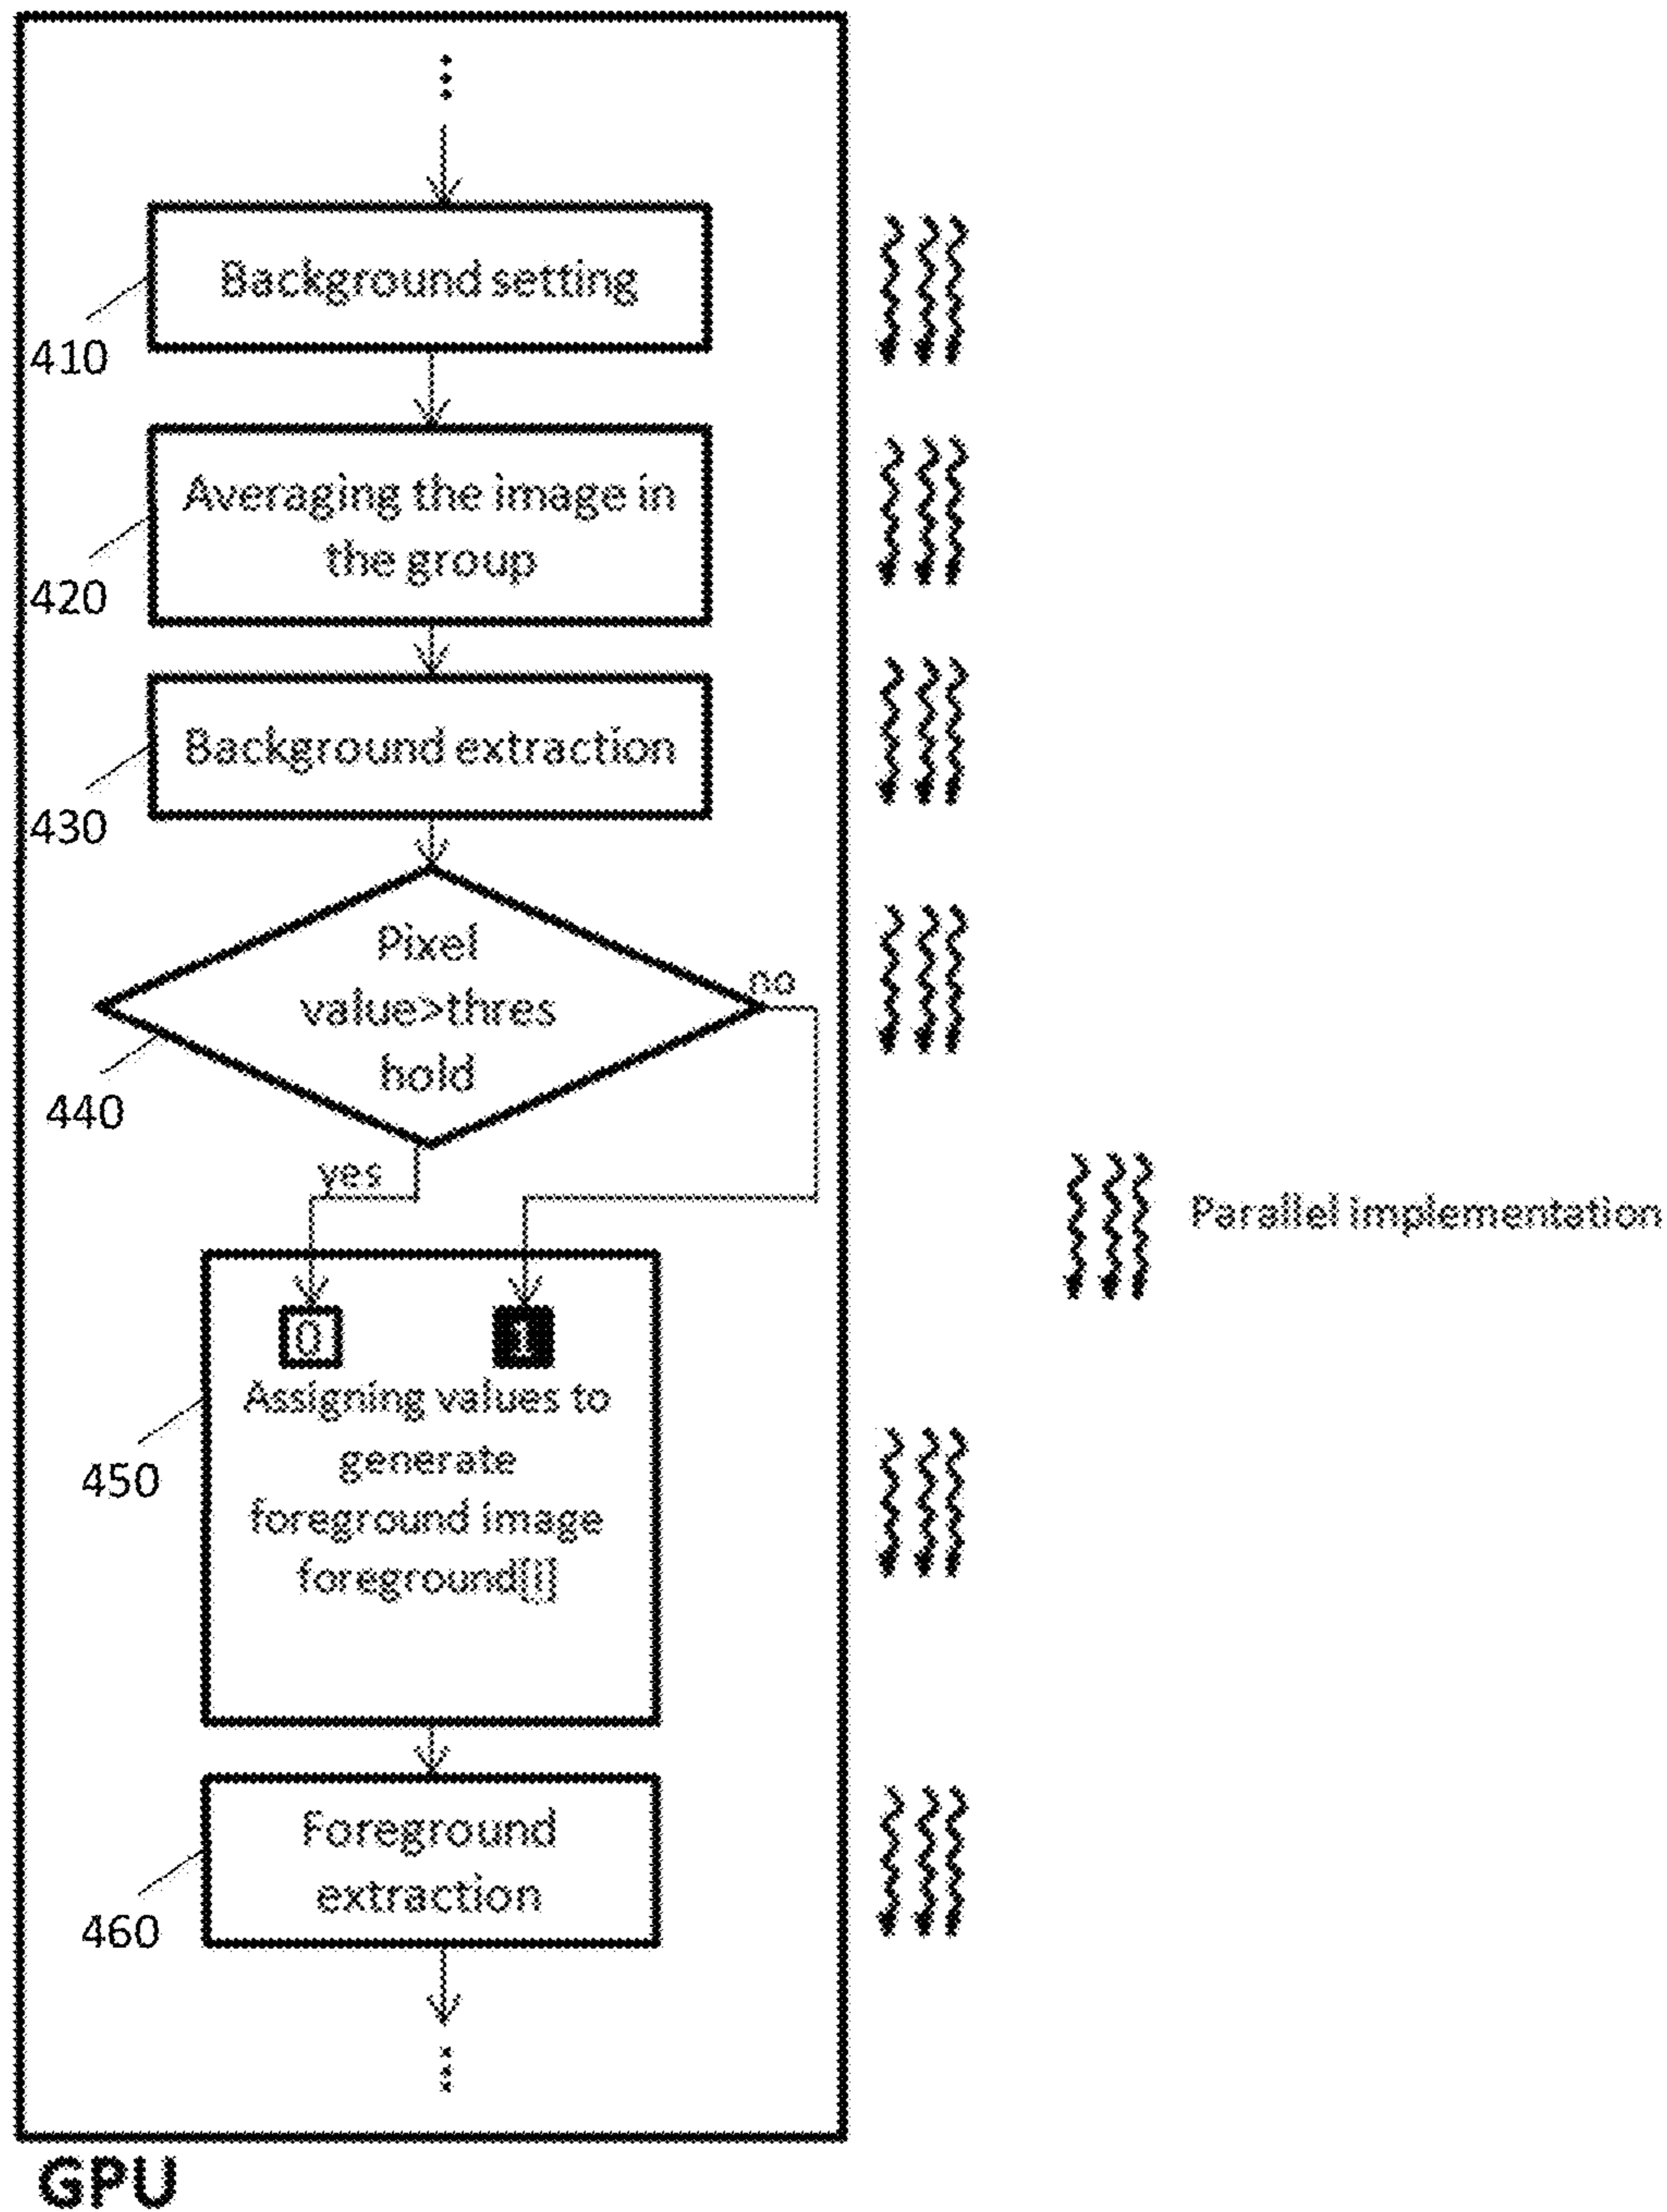 Background setting
410
Averaging the image in
the group
420
Background extraction
430
Pixel
value>thres
hold
no
440
yes
Parallel implementation
0
1
Assigning values to
generate
foreground image
foreground[i]
450
Foreground
extraction
460
GPU